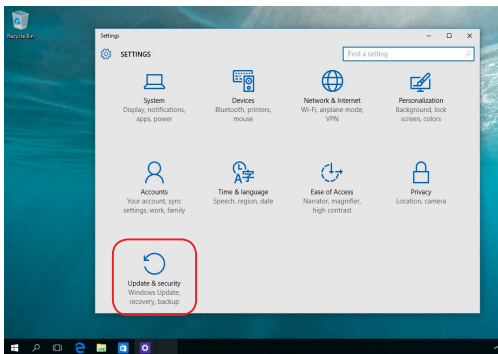 Recycle Bin
Settings
SETTINGS
Find a setting
System
Display, notifications,
apps, power
Devices
Bluetooth, printers,
mouse
Network & Internet
Wi-Fi, airplane mode,
VPN
Personalization
Background, lock
screen, colors
Accounts
Your account, sync
settings, work, family
Time & language
Speech, region, date
Ease of Access
Narrator, magnifier,
high contrast
Privacy
Location, camera
Update & security
Windows Update,
recovery, backup